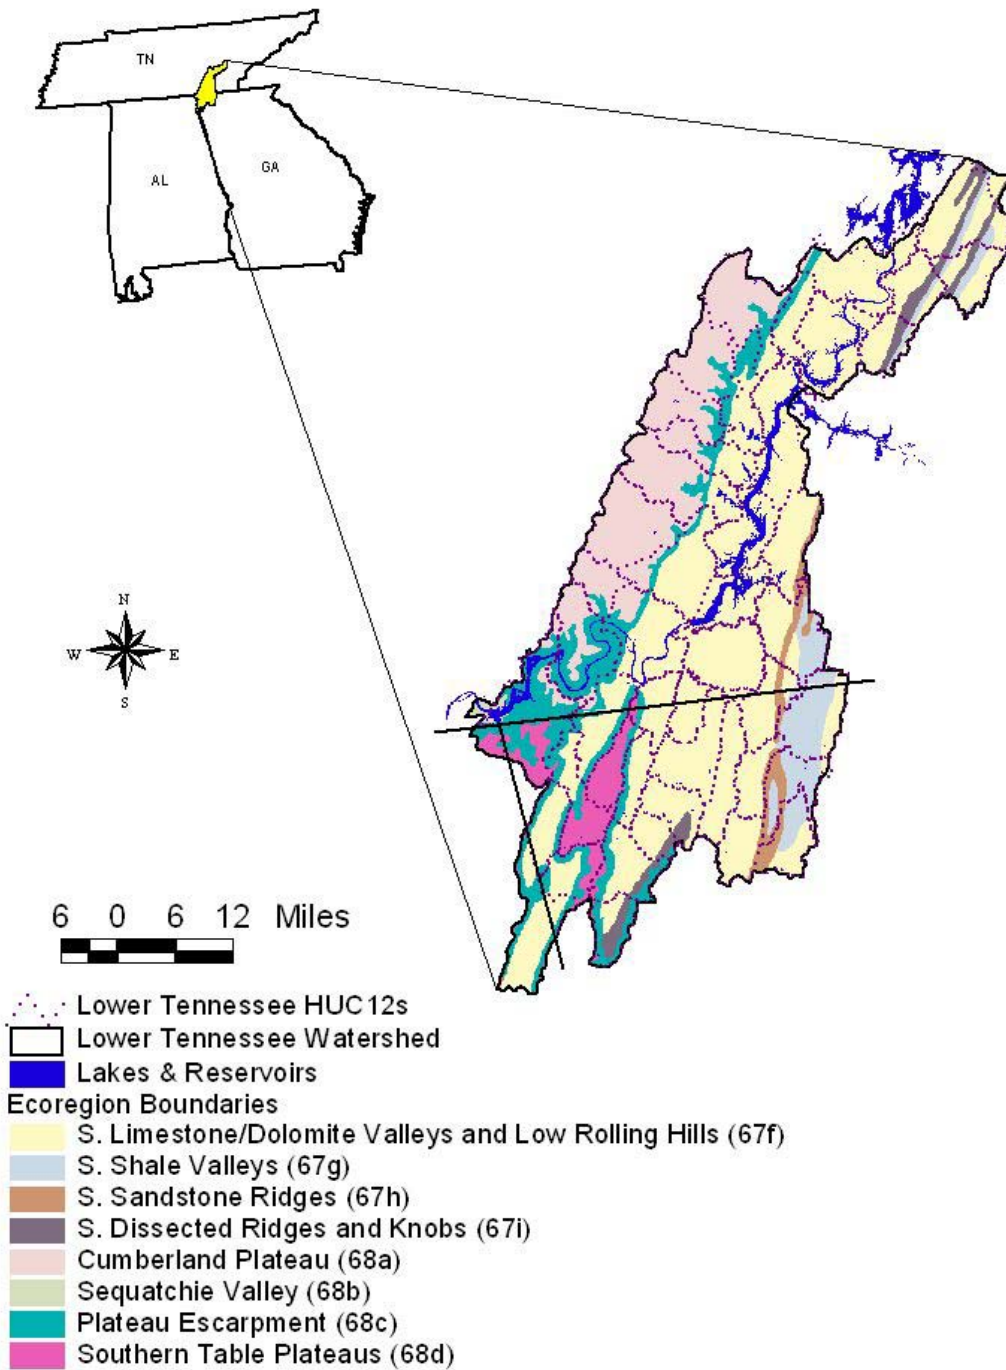 TN
AL
GA
N
W E
S
6 0 6 12 Miles
Lower Tennessee HUC12s
Lower Tennessee Watershed
Lakes & Reservoirs
Ecoregion Boundaries
S. Limestone/Dolomite Valleys and Low Rolling Hills (67f)
S. Shale Valleys (67g)
S. Sandstone Ridges (67h)
S. Dissected Ridges and Knobs (67i)
Cumberland Plateau (68a)
Sequatchie Valley (68b)
Plateau Escarpment (68c)
Southern Table Plateaus (68d)